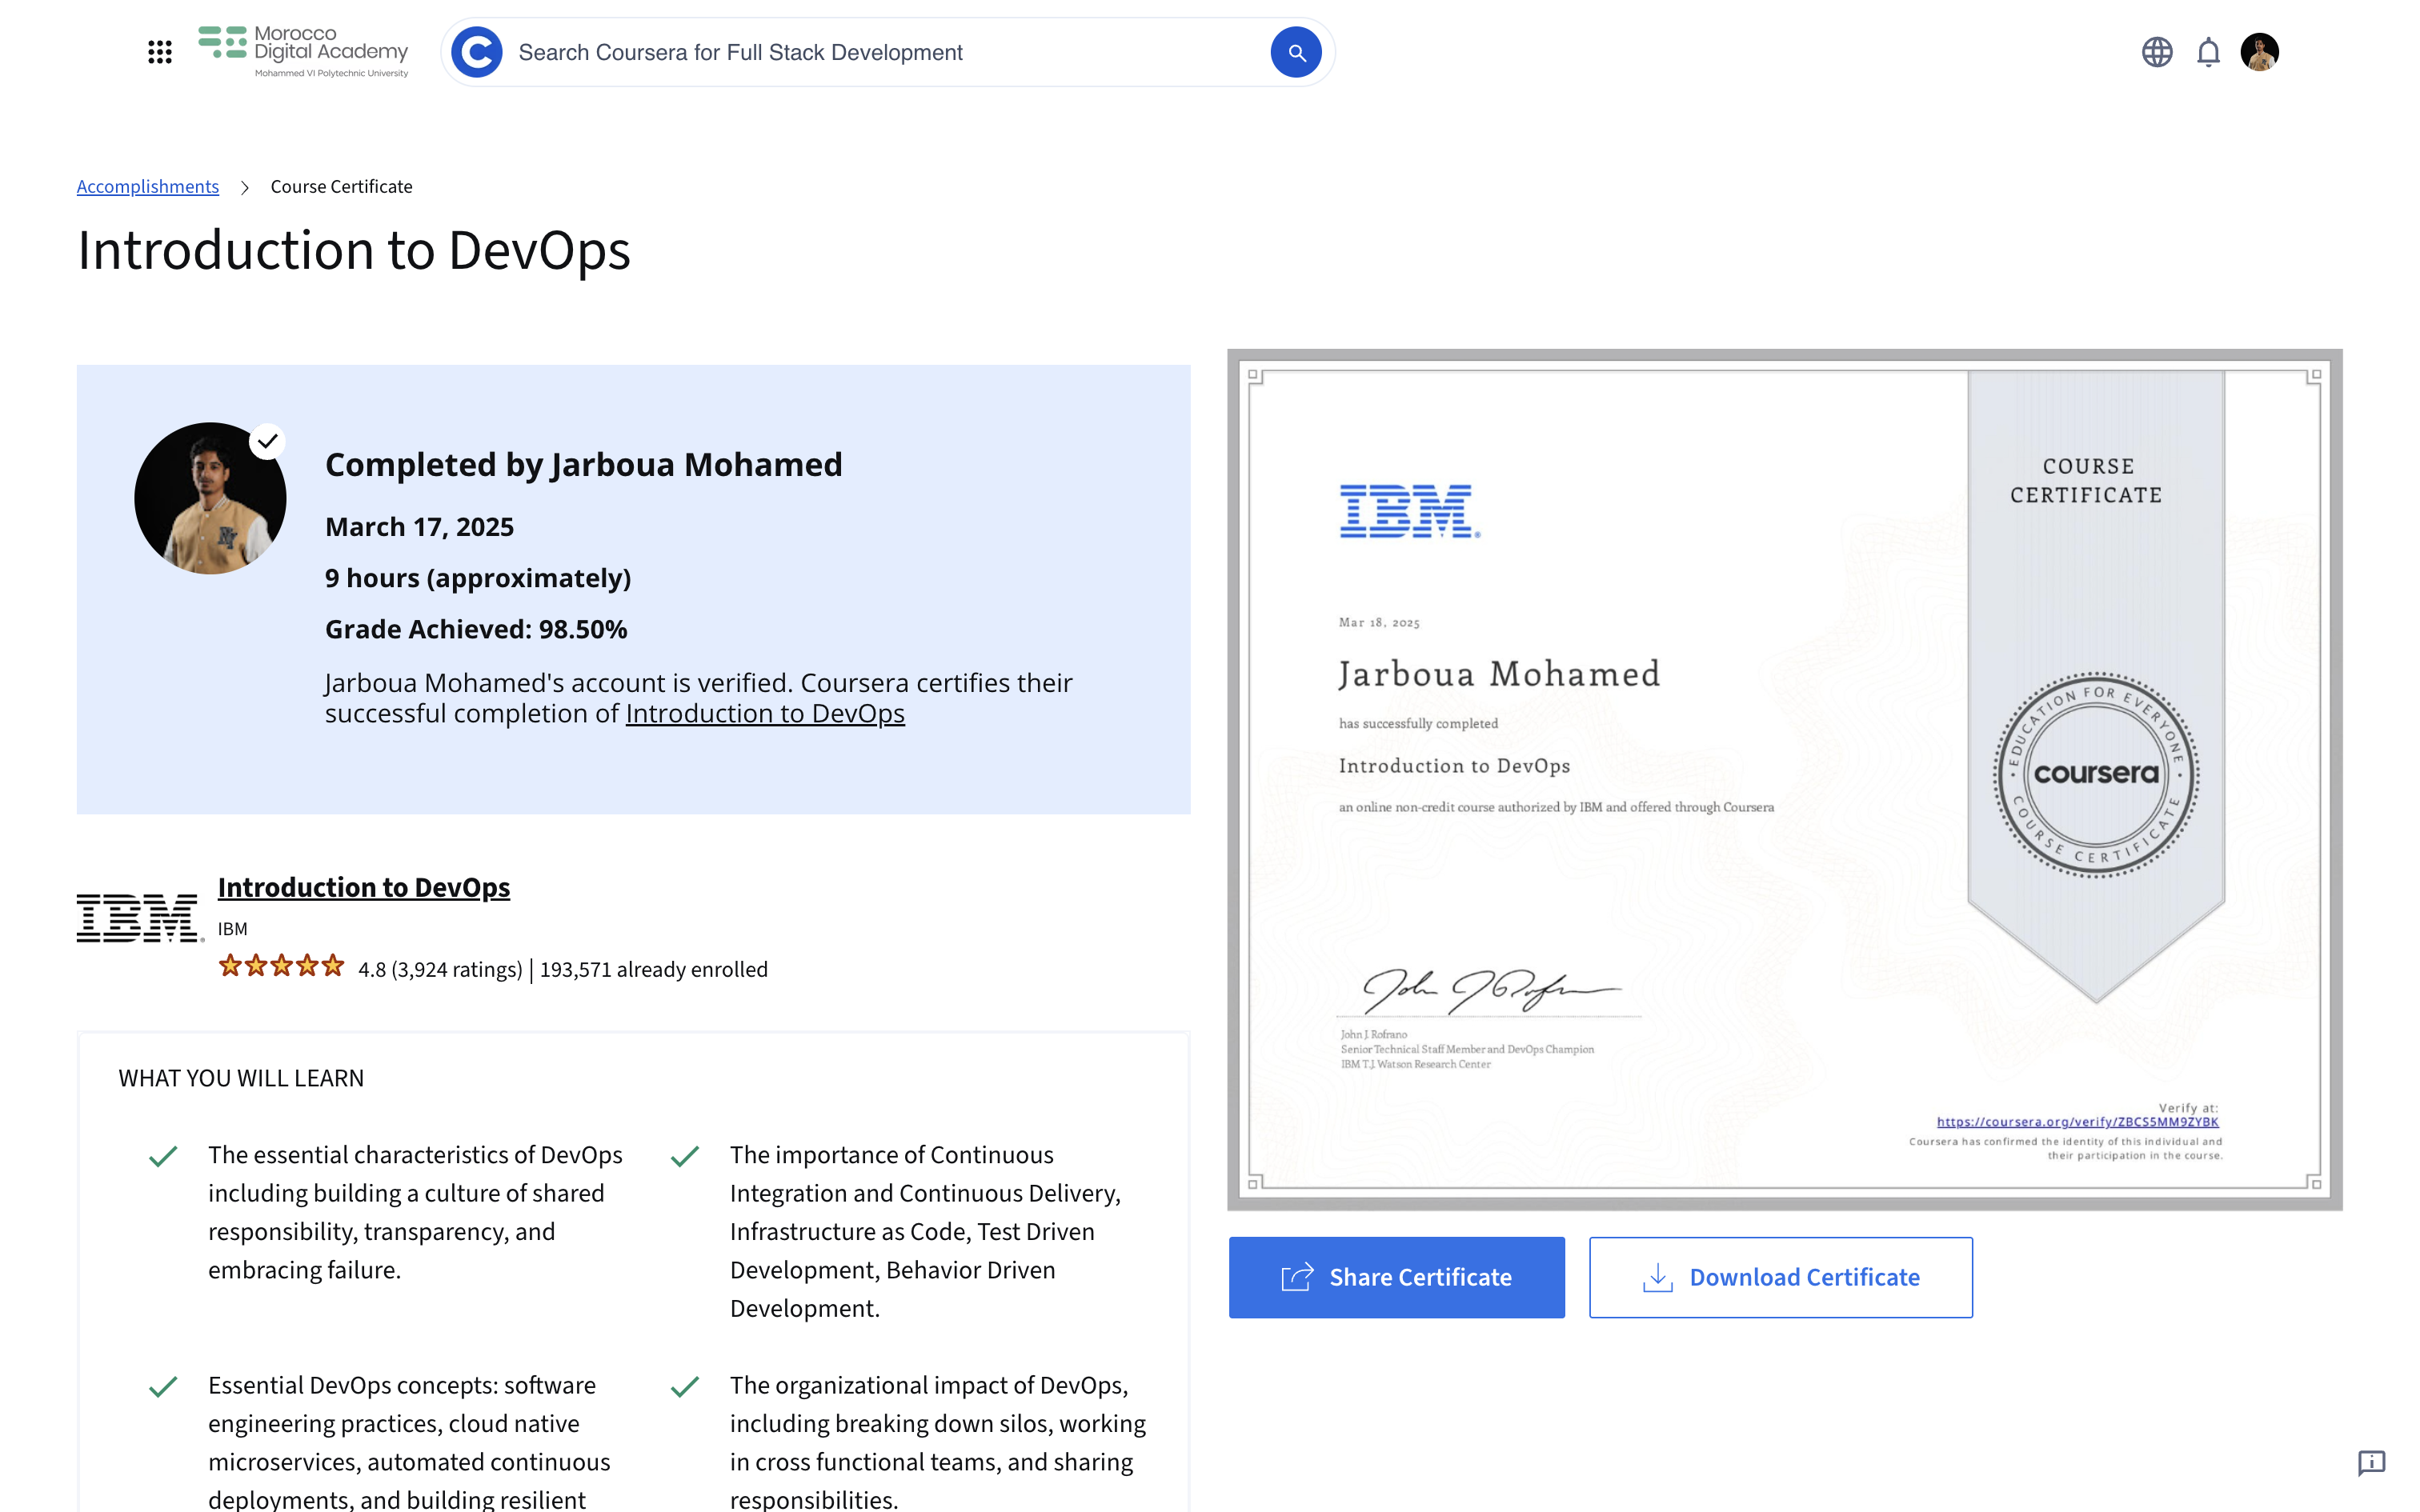 Morocco
Digital Academy
Mohammed VI Polytechnic University
Search Coursera for Full Stack Development
Accomplishments
Course Certificate
Introduction to DevOps
Completed by Jarboua Mohamed
March 17, 2025
9 hours (approximately)
Grade Achieved: 98.50%
Jarboua Mohamed's account is verified. Coursera certifies their
successful completion of Introduction to DevOps
IBM
Introduction to DevOps
IBM
4.8 (3,924 ratings) | 193,571 already enrolled
WHAT YOU WILL LEARN
The essential characteristics of DevOps
including building a culture of shared
responsibility, transparency, and
embracing failure.
The importance of Continuous
Integration and Continuous Delivery,
Infrastructure as Code, Test Driven
Development, Behavior Driven
Development.
Essential DevOps concepts: software
engineering practices, cloud native
microservices, automated continuous
deployments, and building resilient
The organizational impact of DevOps,
including breaking down silos, working
in cross functional teams, and sharing
responsibilities.
IBM
COURSE
CERTIFICATE
Mar 18, 2025
Jarboua Mohamed
has successfully completed
Introduction to DevOps
an online non-credit course authorized by IBM and offered through Coursera
EDUCATION FOR EVERYONE
coursera
COURSE CERTIFICATE
John J. Rofrano
Senior Technical Staff Member and DevOps Champion
IBM T.J. Watson Research Center
Verify at:
https://coursera.org/verify/ZBCS5MM9ZYBK
Coursera has confirmed the identity of this individual and
their participation in the course.
Share Certificate
Download Certificate